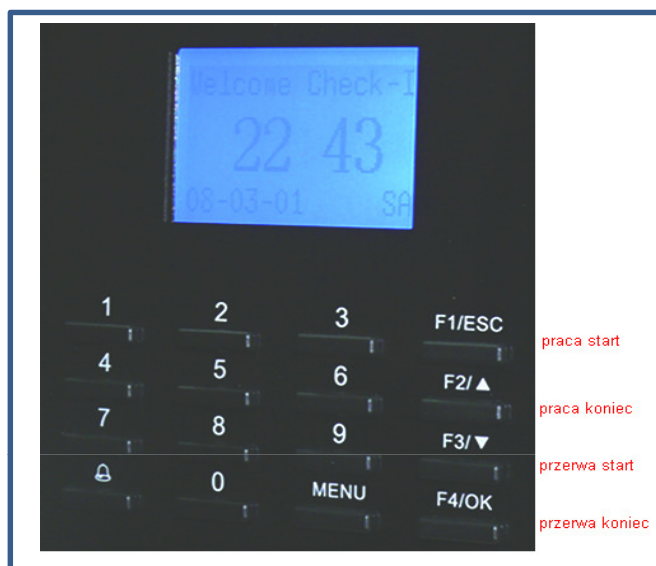 Welcome Check-I
22 43
08-03-01 SA
1 2 3 F1/ESC
praca start
4 5 6 F2/▲
praca koniec
7 8 9 F3/▼
przerwa start
0 MENU F4/OK
przerwa koniec